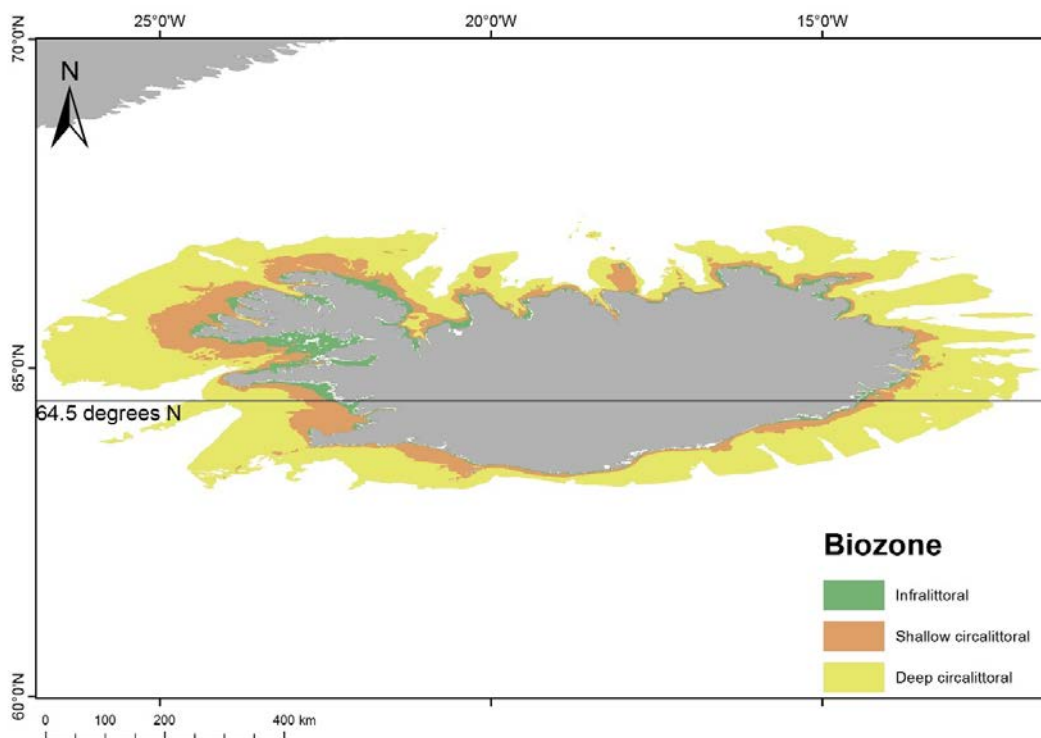 25°0'W 20°0'W 15°0'W
70°0'N
N
65°0'N
64.5 degrees N
Biozone
Infralittoral
Shallow circalittoral
Deep circalittoral
60°0'N
0 100 200 400 km